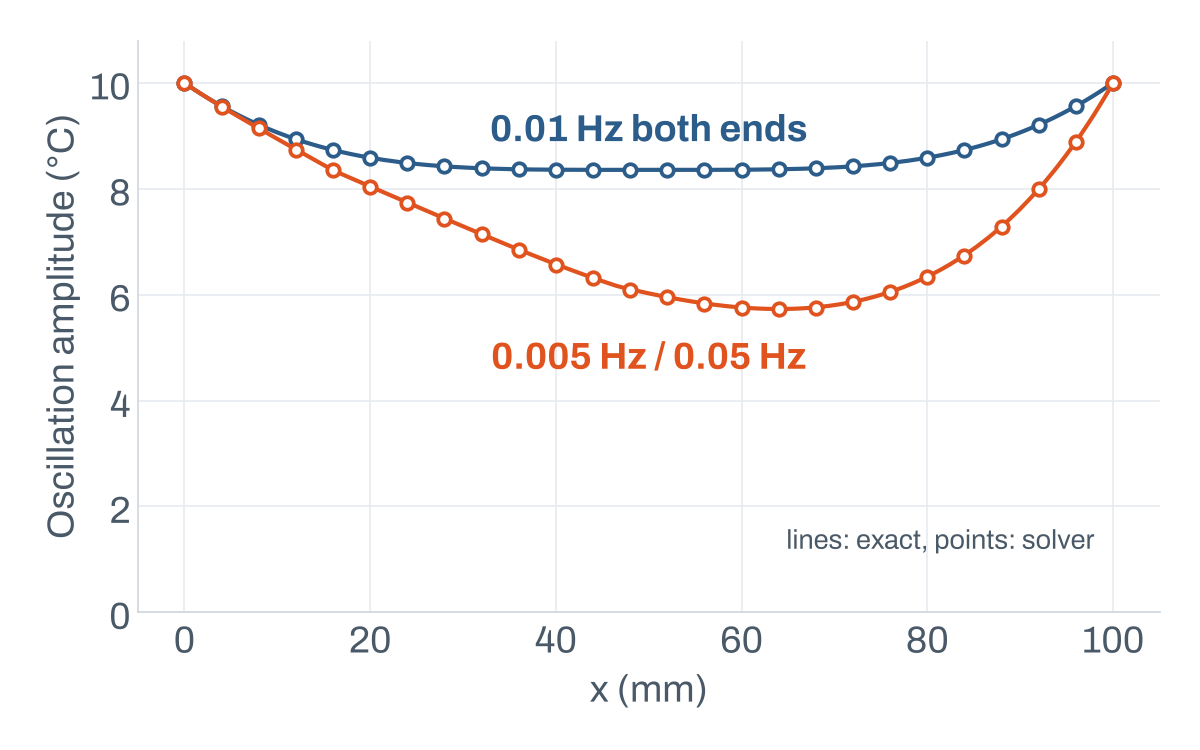 Oscillation amplitude (°C)
10
8
6
4
2
0
0.01 Hz both ends
0.005 Hz / 0.05 Hz
lines: exact, points: solver
0 20 40 60 80 100
x (mm)